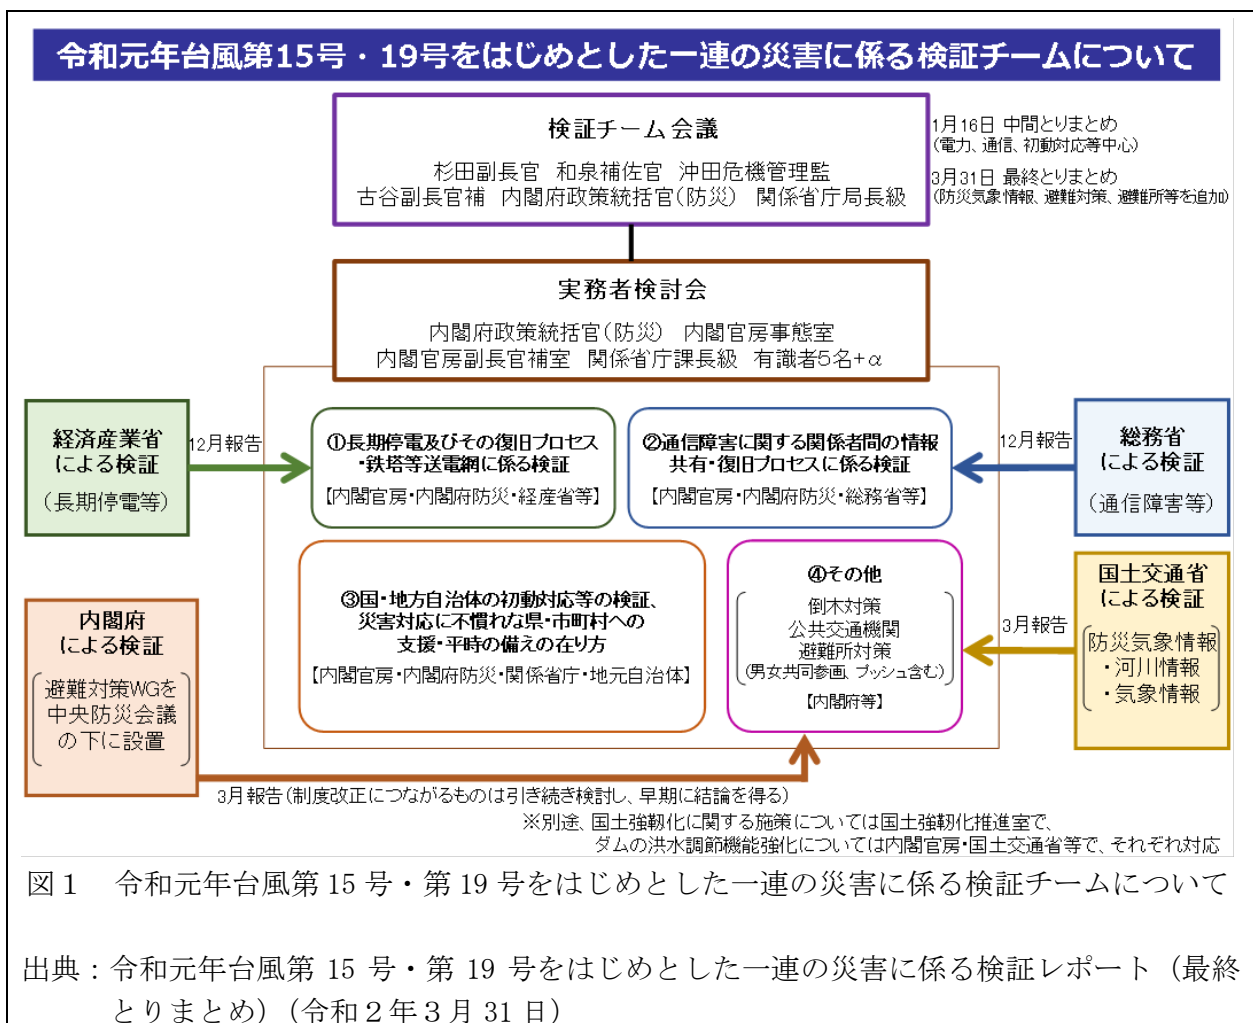 令和元年台風第15号・19号をはじめとした一連の災害に係る検証チームについて
検証チーム会議
杉田副長官　和泉補佐官　沖田危機管理監
古谷副長官補　内閣府政策統括官(防災)　関係省庁局長級
1月16日 中間とりまとめ
(電力、通信、初動対応等中心)
3月31日 最終とりまとめ
(防災気象情報、避難対策、避難所等を追加)
実務者検討会
内閣府政策統括官(防災)　内閣官房事態室
内閣官房副長官補室　関係省庁課長級　有識者5名+α
経済産業省
による検証
(長期停電等)
12月報告
①長期停電及びその復旧プロセス
・鉄塔等送電網に係る検証
【内閣官房・内閣府防災・経産省等】
②通信障害に関する関係者間の情報
共有・復旧プロセスに係る検証
【内閣官房・内閣府防災・総務省等】
12月報告
総務省
による検証
(通信障害等)
内閣府
による検証
避難対策WGを
中央防災会議
の下に設置
③国・地方自治体の初動対応等の検証、
災害対応に不慣れな県・市町村への
支援・平時の備えの在り方
【内閣官房・内閣府防災・関係省庁・地元自治体】
④その他
倒木対策
公共交通機関
避難所対策
(男女共同参画、プッシュ含む)
【内閣府等】
3月報告
国土交通省
による検証
防災気象情報
・河川情報
・気象情報
3月報告(制度改正につながるものは引き続き検討し、早期に結論を得る)
※別途、国土強靱化に関する施策については国土強靱化推進室で、
ダムの洪水調節機能強化については内閣官房・国土交通省等で、それぞれ対応
図１　令和元年台風第 15 号・第 19 号をはじめとした一連の災害に係る検証チームについて
出典：令和元年台風第 15 号・第 19 号をはじめとした一連の災害に係る検証レポート（最終
とりまとめ）（令和２年３月 31 日）